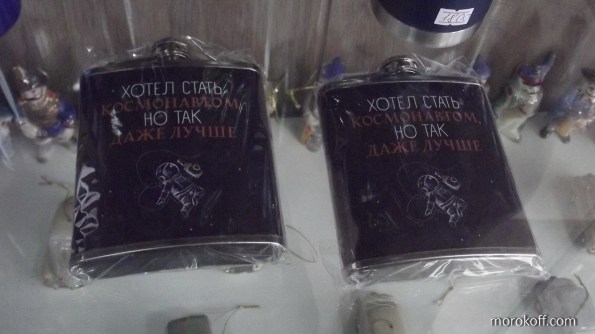 ХОТЕЛ СТАТЬ
КОСМОНАВТОМ,
НО ТАК
ДАЖЕ ЛУЧШЕ
ХОТЕЛ СТАТЬ
КОСМОНАВТОМ,
НО ТАК
ДАЖЕ ЛУЧШЕ
morokoff.com